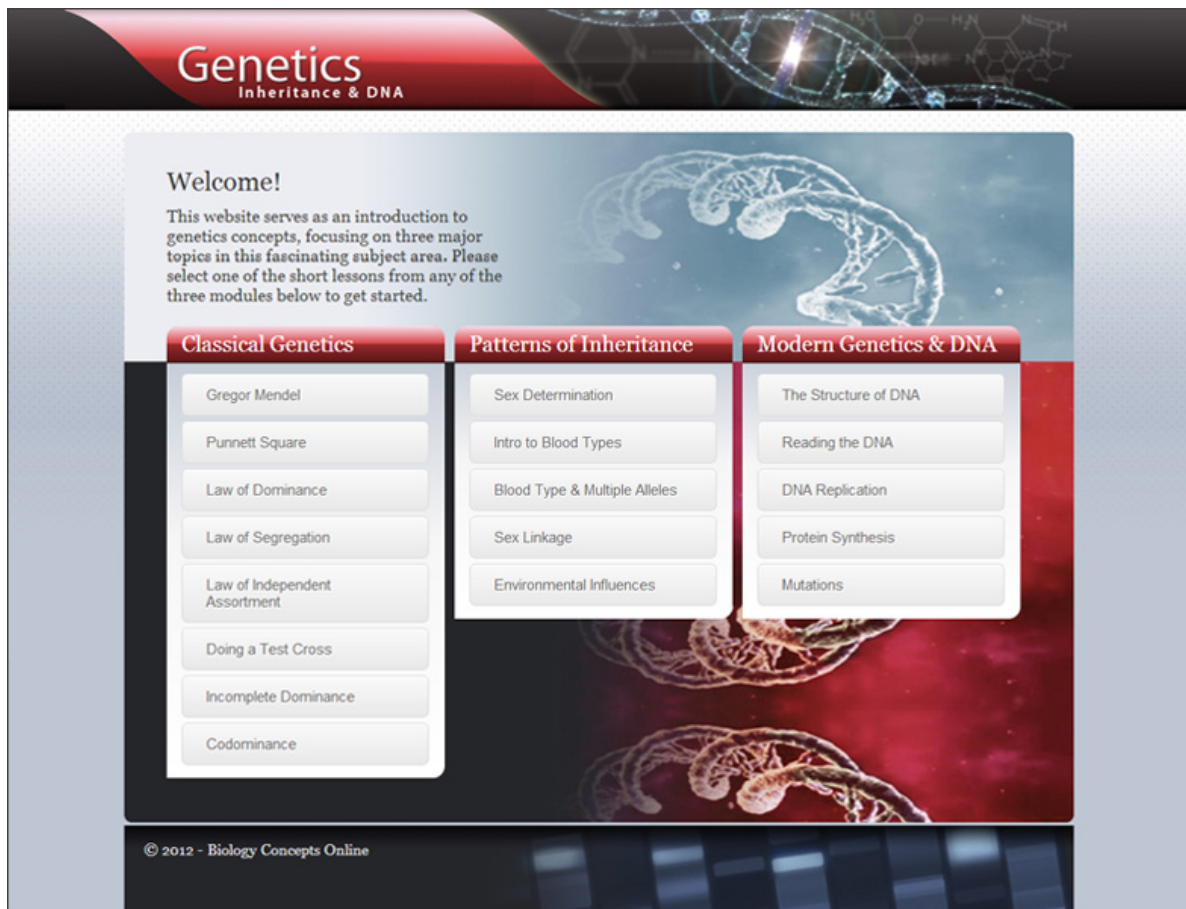 Genetics
Inheritance & DNA
Welcome!
This website serves as an introduction to
genetics concepts, focusing on three major
topics in this fascinating subject area. Please
select one of the short lessons from any of the
three modules below to get started.
Classical Genetics
Gregor Mendel
Punnett Square
Law of Dominance
Law of Segregation
Law of Independent
Assortment
Doing a Test Cross
Incomplete Dominance
Codominance
Patterns of Inheritance
Sex Determination
Intro to Blood Types
Blood Type & Multiple Alleles
Sex Linkage
Environmental Influences
Modern Genetics & DNA
The Structure of DNA
Reading the DNA
DNA Replication
Protein Synthesis
Mutations
© 2012 - Biology Concepts Online